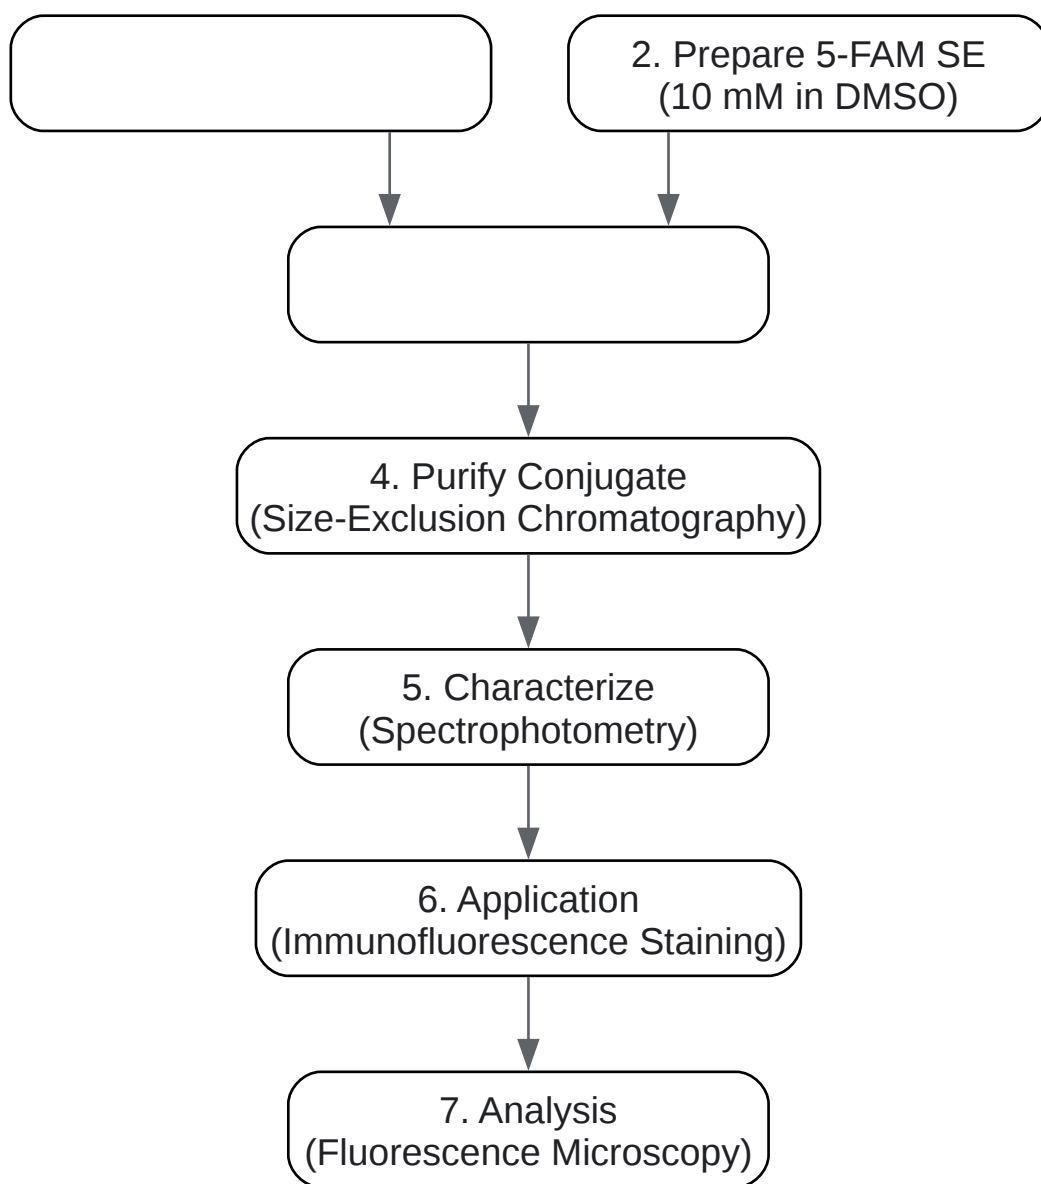 2. Prepare 5-FAM SE
(10 mM in DMSO)
4. Purify Conjugate
(Size-Exclusion Chromatography)
5. Characterize
(Spectrophotometry)
6. Application
(Immunofluorescence Staining)
7. Analysis
(Fluorescence Microscopy)